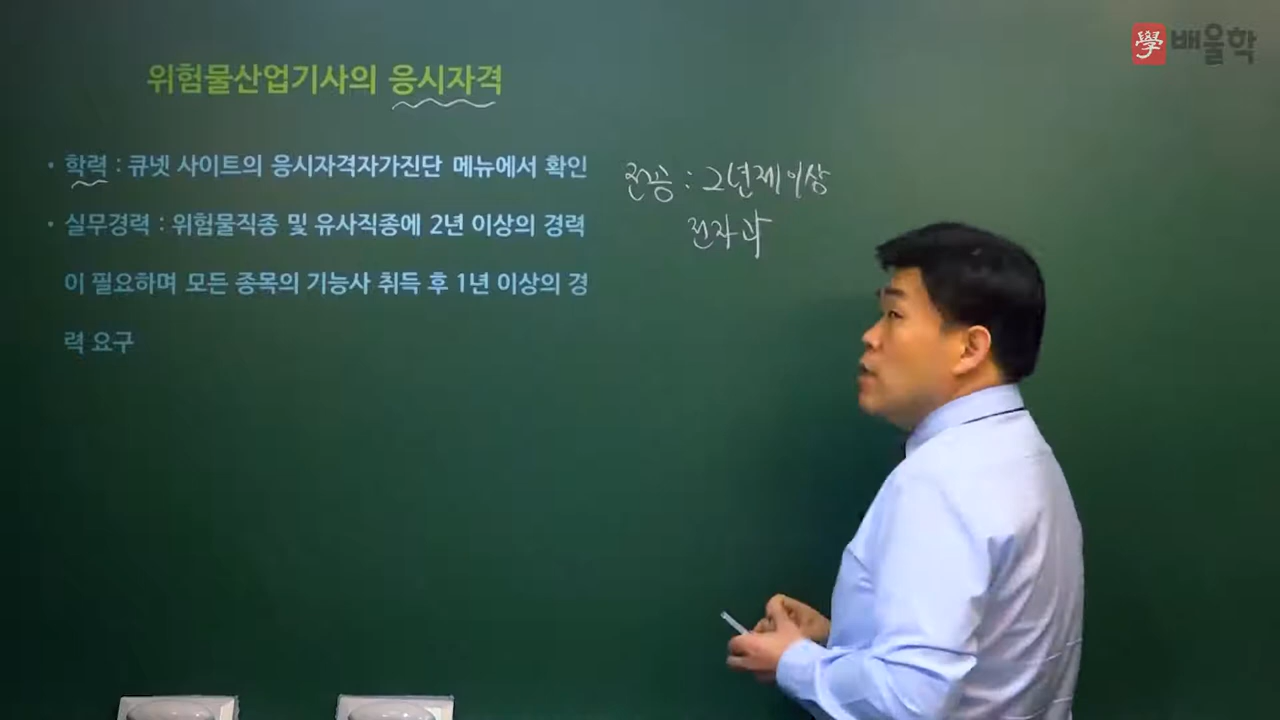 위험물산업기사의 응시자격
• 학력 : 큐넷 사이트의 응시자격자가진단 메뉴에서 확인
• 실무경력 : 위험물직종 및 유사직종에 2년 이상의 경력
이 필요하며 모든 종목의 기능사 취득 후 1년 이상의 경
력 요구
전공 : 2년제 이상
전자과
學 배울학